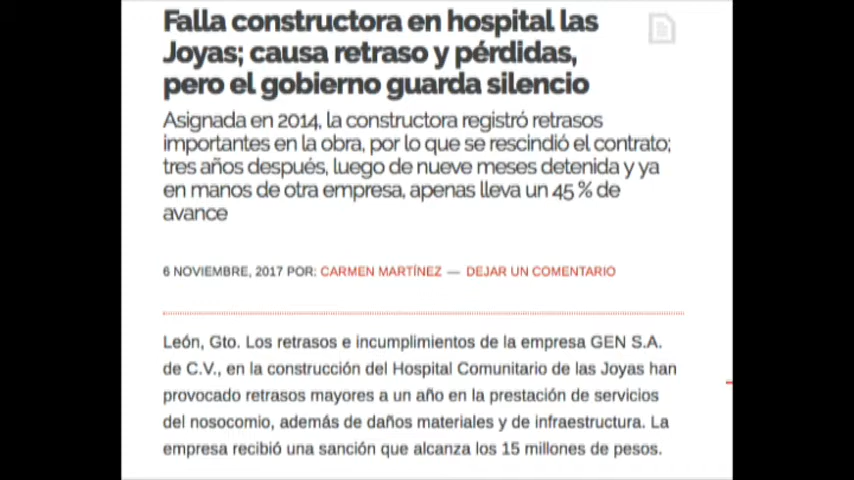 Falla constructora en hospital las
Joyas; causa retraso y pérdidas,
pero el gobierno guarda silencio
Asignada en 2014, la constructora registró retrasos
importantes en la obra, por lo que se rescindió el contrato;
tres años después, luego de nueve meses detenida y ya
en manos de otra empresa, apenas lleva un 45 % de
avance
6 NOVIEMBRE, 2017 POR: CARMEN MARTÍNEZ — DEJAR UN COMENTARIO
León, Gto. Los retrasos e incumplimientos de la empresa GEN S.A.
de C.V., en la construcción del Hospital Comunitario de las Joyas han
provocado retrasos mayores a un año en la prestación de servicios
del nosocomio, además de daños materiales y de infraestructura. La
empresa recibió una sanción que alcanza los 15 millones de pesos.